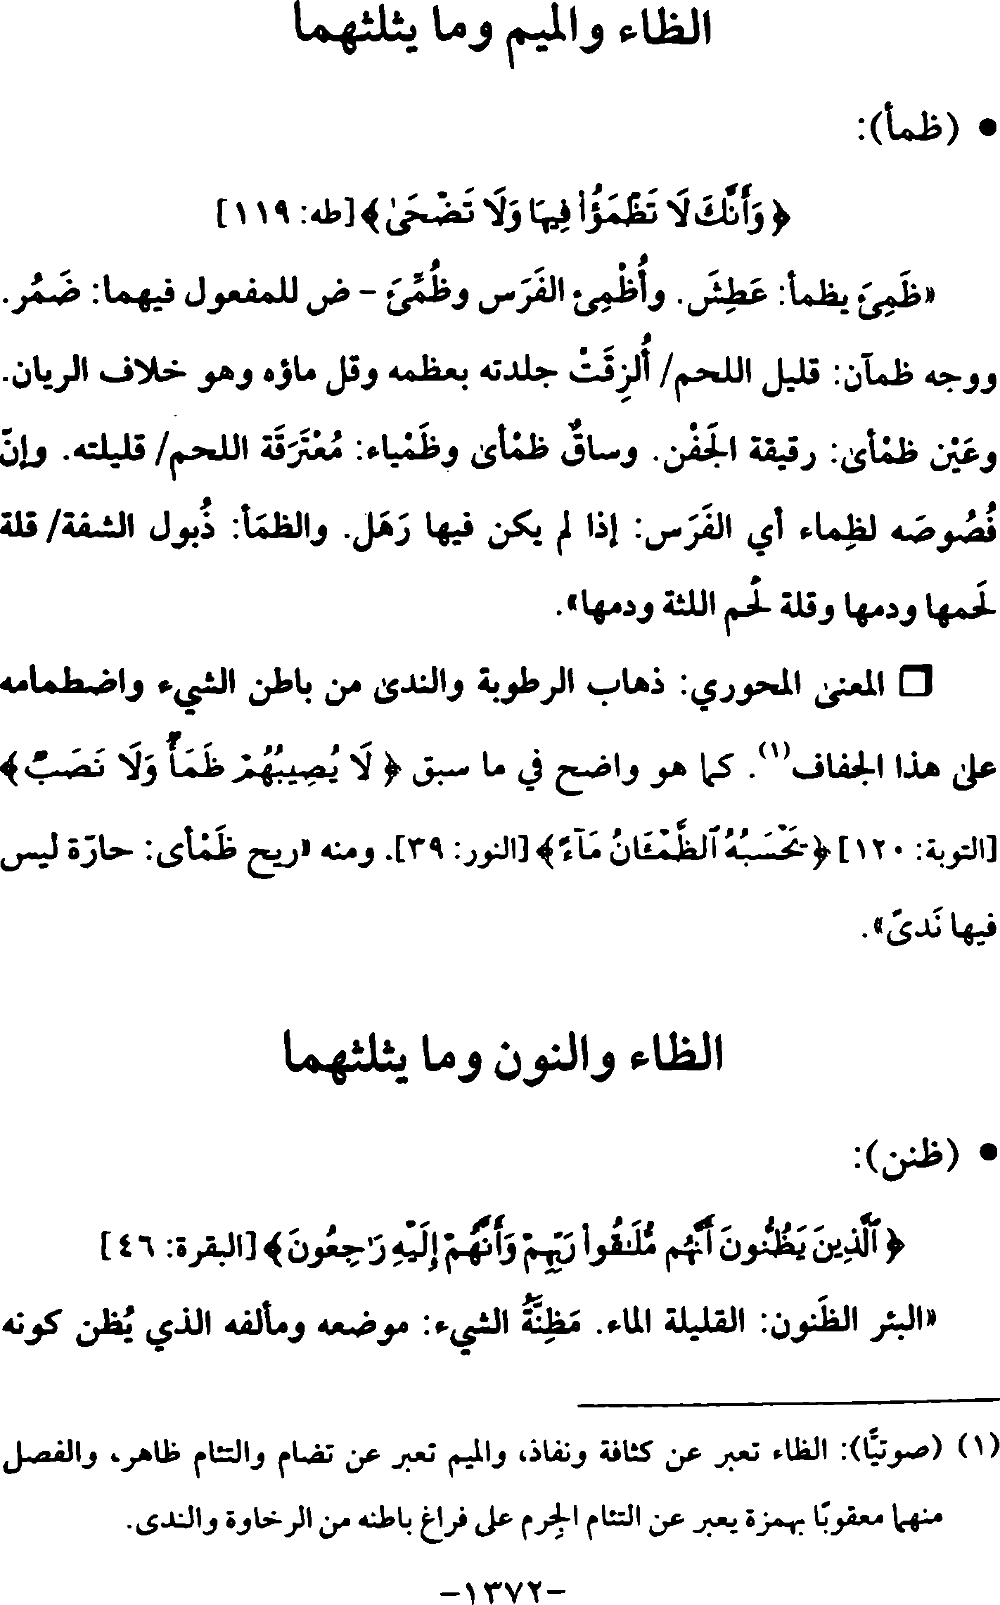 الظاء والميم وما يثلثهما
• (ظمأ):
﴿وَأَنَّكَ لَا تَظْمَؤُا۟ فِيهَا وَلَا تَضْحَىٰ﴾ [طه: ١١٩]
«ظَمِئَ يظمأ: عَطِشَ. وأُظْمِئ الفَرَس وظُمِّئَ - ض للمفعول فيهما: ضَمُر.
ووجه ظمآن: قليل اللحم/ أُلزِقَتْ جلدته بعظمه وقل ماؤه وهو خلاف الريان.
وعَيْن ظمْأى: رقيقة الجَفْن. وساقٌ ظمْأى وظَمْياء: مُعْتَرَقَة اللحم/ قليلته. وإنّ
فُصُوصَه لظِماء أي الفَرَس: إذا لم يكن فيها رَهَل. والظمَأ: ذُبول الشفة/ قلة
لَحمها ودمها وقلة لَحُم اللثة ودمها».
□ المعنى المحوري: ذهاب الرطوبة والندى من باطن الشيء واضطمامه
على هذا الجفاف(١). كما هو واضح في ما سبق ﴿لَا يُصِيبُهُمْ ظَمَأٌ وَلَا نَصَبٌ﴾
[التوبة: ١٢٠] ﴿يَحْسَبُهُ ٱلظَّمْـَٔانُ مَآءً﴾ [النور: ٣٩]. ومنه «ريح ظَمْأى: حارّة ليس
فيها نَدىً».
الظاء والنون وما يثلثهما
• (ظنن):
﴿ٱلَّذِينَ يَظُنُّونَ أَنَّهُم مُّلَـٰقُوا۟ رَبِّهِمْ وَأَنَّهُمْ إِلَيْهِ رَٰجِعُونَ﴾ [البقرة: ٤٦]
«البئر الظَنون: القليلة الماء. مَظِنَّةُ الشيء: موضعه ومألفه الذي يُظن كونه
(١) (صوتيًّا): الظاء تعبر عن كثافة ونفاذ، والميم تعبر عن تضام والتئام ظاهر، والفصل
منهما معقوبًا بهمزة يعبر عن التئام الجِرم على فراغ باطنه من الرخاوة والندى.
-١٣٧٢-